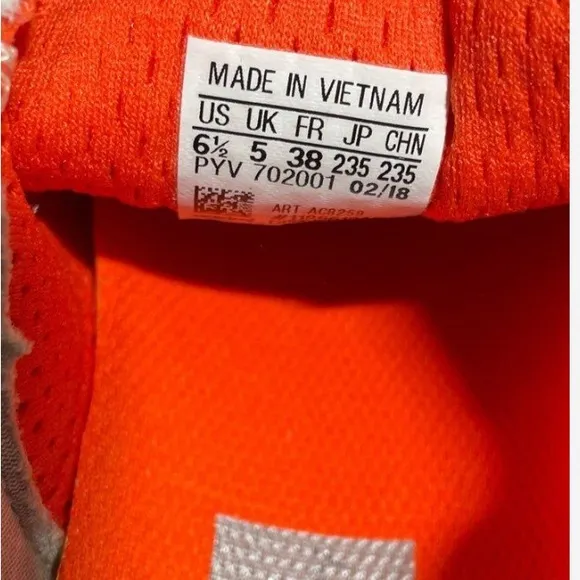 MADE IN VIETNAM
US UK FR JP CHN
6½ 5 38 235 235
PYV 702001 02/18
ART AC8259